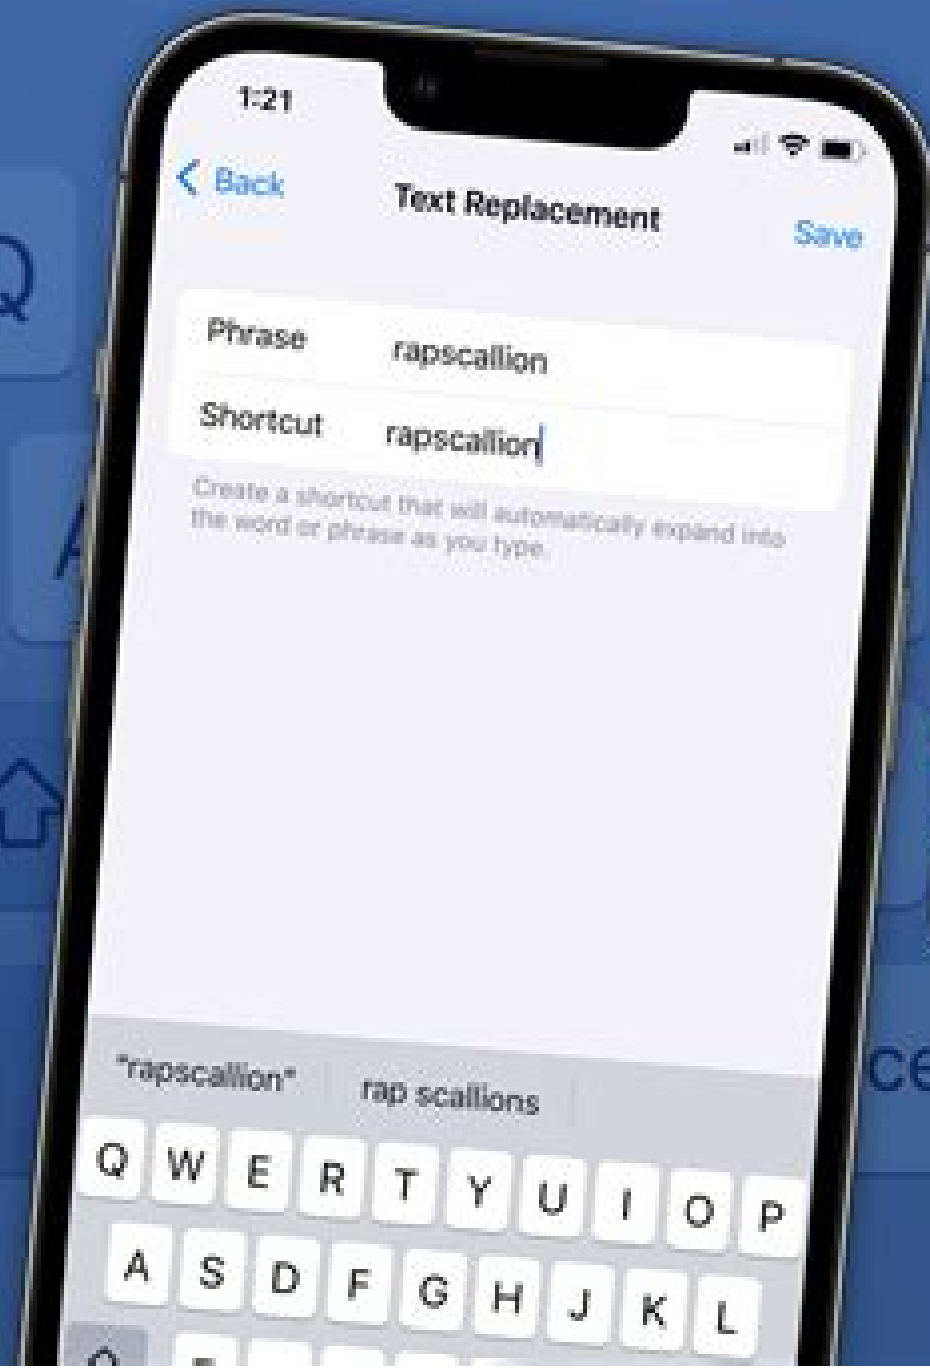 1:21
Back
Text Replacement
Save
Phrase rapscallion
Shortcut rapscallion
Create a shortcut that will automatically expand into
the word or phrase as you type.
"rapscallion" rap scallions
Q W E R T Y U I O P
A S D F G H J K L
Q
A
ce